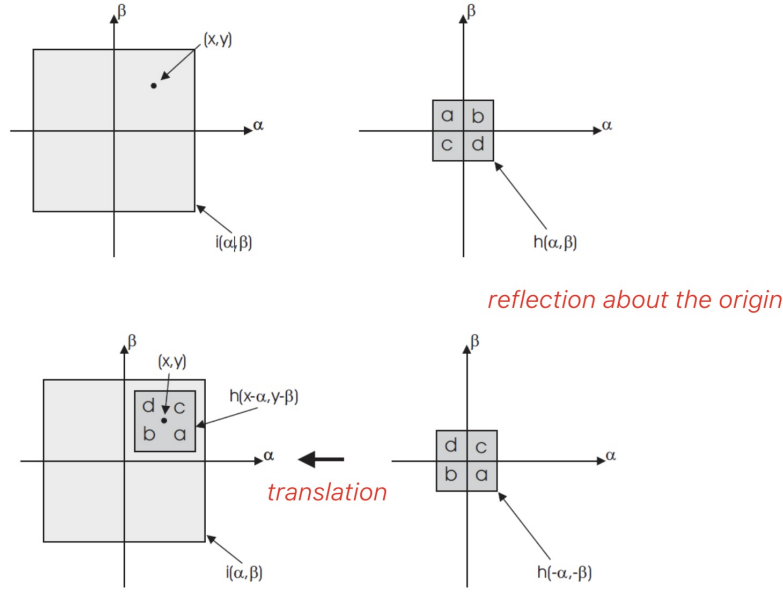 β
(x,y)
α
i(α,β)
β
a b
c d
α
h(α,β)
reflection about the origin
β
(x,y)
d c
b a
h(x-α,y-β)
α
i(α,β)
translation
β
d c
b a
α
h(-α,-β)